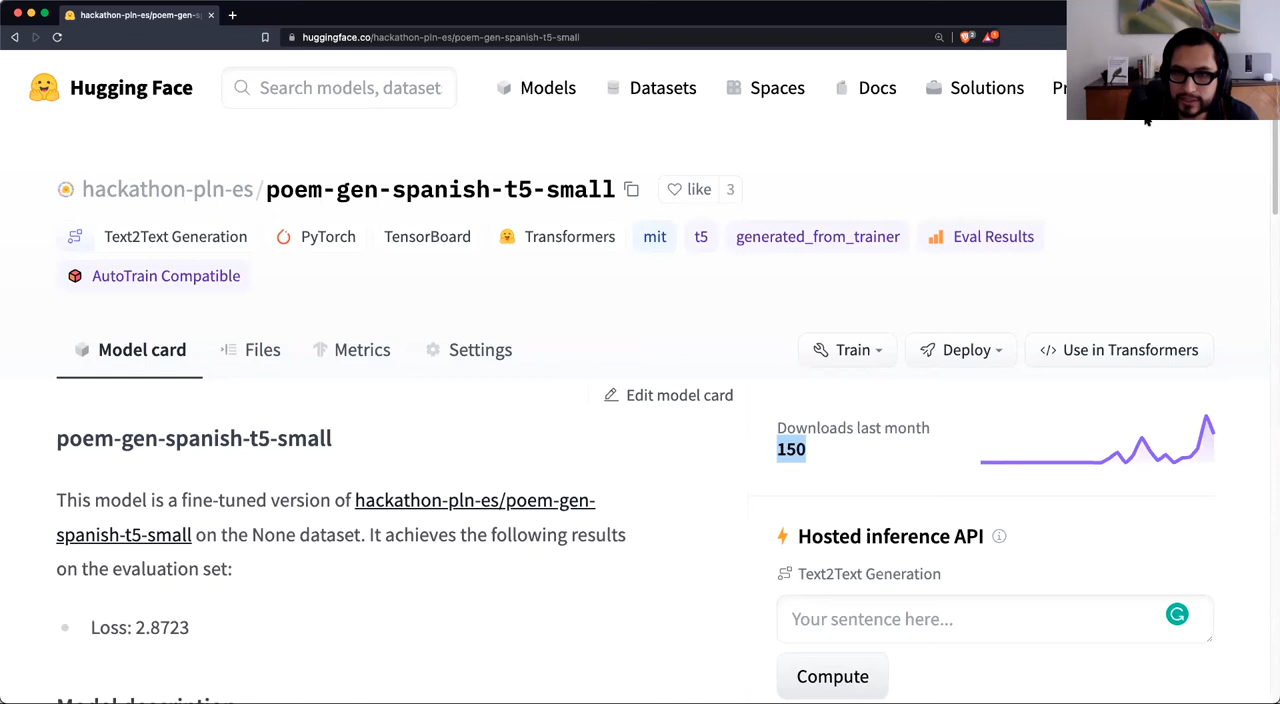 hackathon-pln-es/poem-gen-s
huggingface.co/hackathon-pln-es/poem-gen-spanish-t5-small
Hugging Face
Search models, dataset
Models
Datasets
Spaces
Docs
Solutions
Pr
hackathon-pln-es/poem-gen-spanish-t5-small
like 3
Text2Text Generation
PyTorch
TensorBoard
Transformers
mit
t5
generated_from_trainer
Eval Results
AutoTrain Compatible
Model card
Files
Metrics
Settings
Train
Deploy
</> Use in Transformers
Edit model card
poem-gen-spanish-t5-small
This model is a fine-tuned version of hackathon-pln-es/poem-gen-
spanish-t5-small on the None dataset. It achieves the following results
on the evaluation set:
Loss: 2.8723
Model description
Downloads last month
150
Hosted inference API
Text2Text Generation
Your sentence here...
Compute